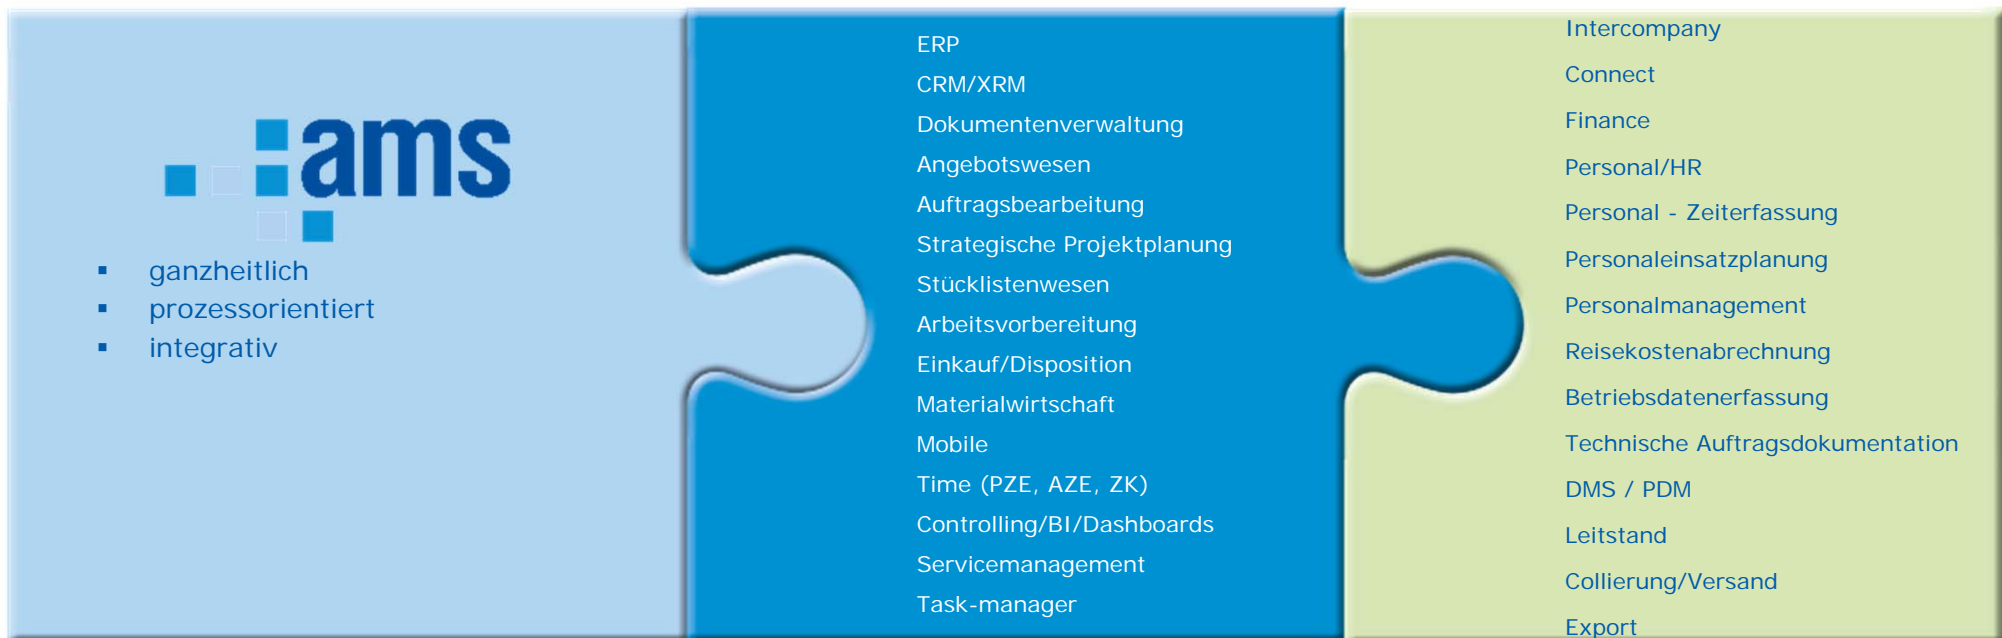 ams
ganzheitlich
prozessorientiert
integrativ
ERP
CRM/XRM
Dokumentenverwaltung
Angebotswesen
Auftragsbearbeitung
Strategische Projektplanung
Stücklistenwesen
Arbeitsvorbereitung
Einkauf/Disposition
Materialwirtschaft
Mobile
Time (PZE, AZE, ZK)
Controlling/BI/Dashboards
Servicemanagement
Task-manager
Intercompany
Connect
Finance
Personal/HR
Personal - Zeiterfassung
Personaleinsatzplanung
Personalmanagement
Reisekostenabrechnung
Betriebsdatenerfassung
Technische Auftragsdokumentation
DMS / PDM
Leitstand
Collierung/Versand
Export